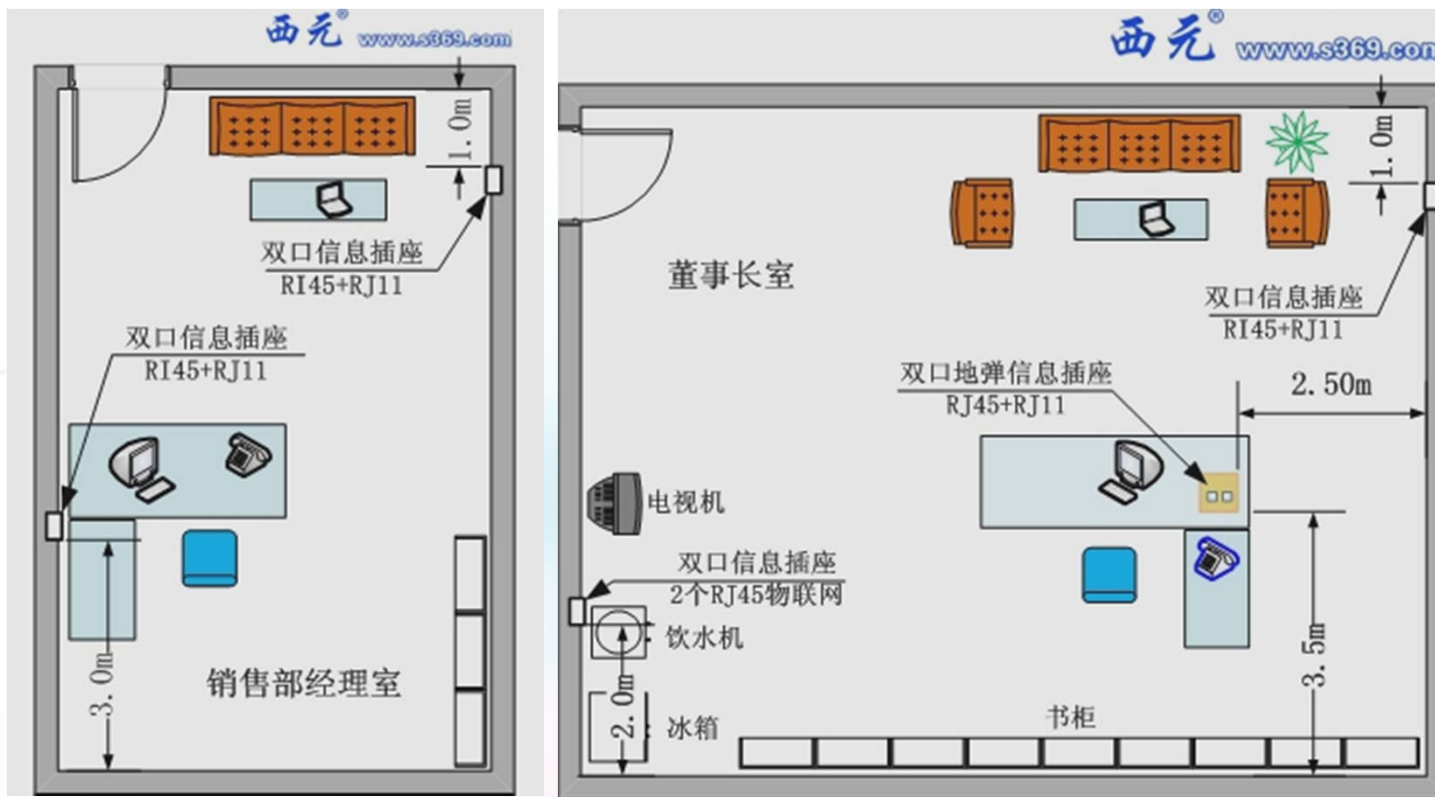 西元® www.s369.com
1.0m
双口信息插座
RI45+RJ11
双口信息插座
RI45+RJ11
3.0m
销售部经理室
西元® www.s369.com
1.0m
董事长室
双口信息插座
RI45+RJ11
双口地弹信息插座
RJ45+RJ11
2.50m
电视机
双口信息插座
2个RJ45物联网
饮水机
3.5m
2.0m
冰箱
书柜